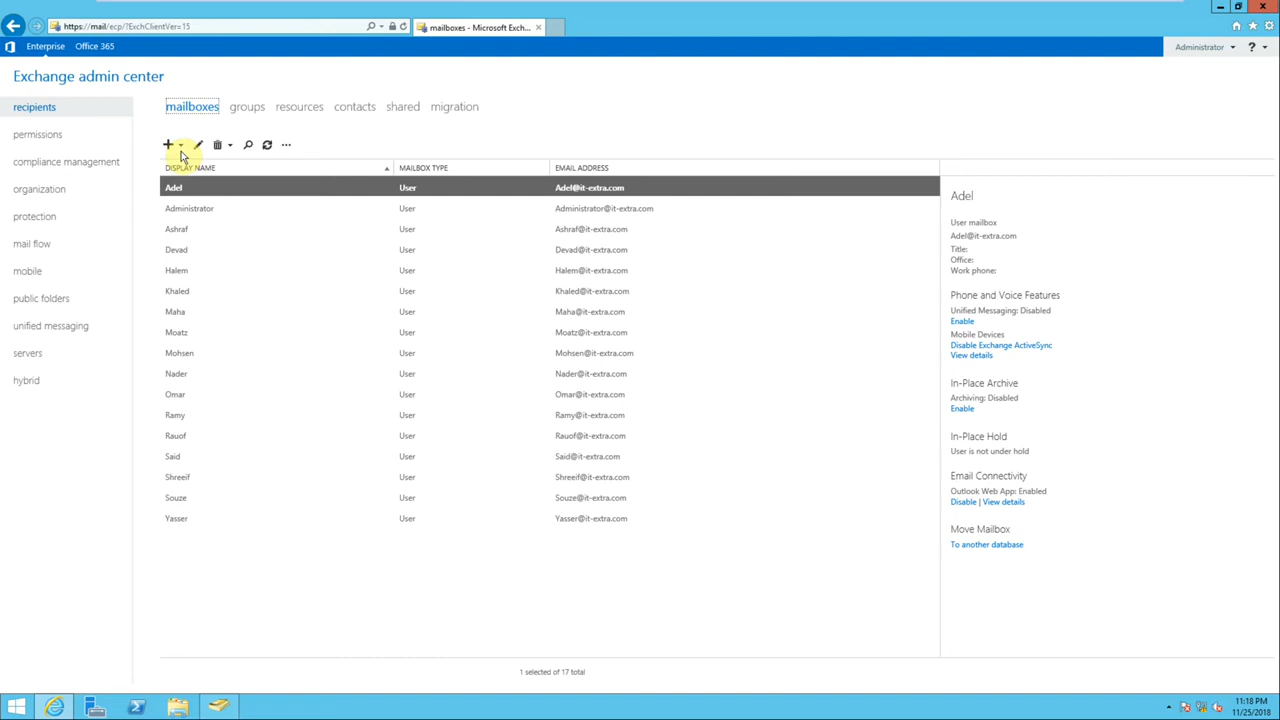 https://mail/ecp/?ExchClientVer=15
mailboxes - Microsoft Exch...
Enterprise Office 365
Administrator ?
Exchange admin center
recipients
permissions
compliance management
organization
protection
mail flow
mobile
public folders
unified messaging
servers
hybrid
mailboxes groups resources contacts shared migration
DISPLAY NAME MAILBOX TYPE EMAIL ADDRESS
Adel User Adel@it-extra.com
Administrator User Administrator@it-extra.com
Ashraf User Ashraf@it-extra.com
Devad User Devad@it-extra.com
Halem User Halem@it-extra.com
Khaled User Khaled@it-extra.com
Maha User Maha@it-extra.com
Moatz User Moatz@it-extra.com
Mohsen User Mohsen@it-extra.com
Nader User Nader@it-extra.com
Omar User Omar@it-extra.com
Ramy User Ramy@it-extra.com
Rauof User Rauof@it-extra.com
Said User Said@it-extra.com
Shreeif User Shreeif@it-extra.com
Souze User Souze@it-extra.com
Yasser User Yasser@it-extra.com
1 selected of 17 total
Adel
User mailbox
Adel@it-extra.com
Title:
Office:
Work phone:
Phone and Voice Features
Unified Messaging: Disabled
Enable
Mobile Devices
Disable Exchange ActiveSync
View details
In-Place Archive
Archiving: Disabled
Enable
In-Place Hold
User is not under hold
Email Connectivity
Outlook Web App: Enabled
Disable | View details
Move Mailbox
To another database
11:18 PM
11/25/2018